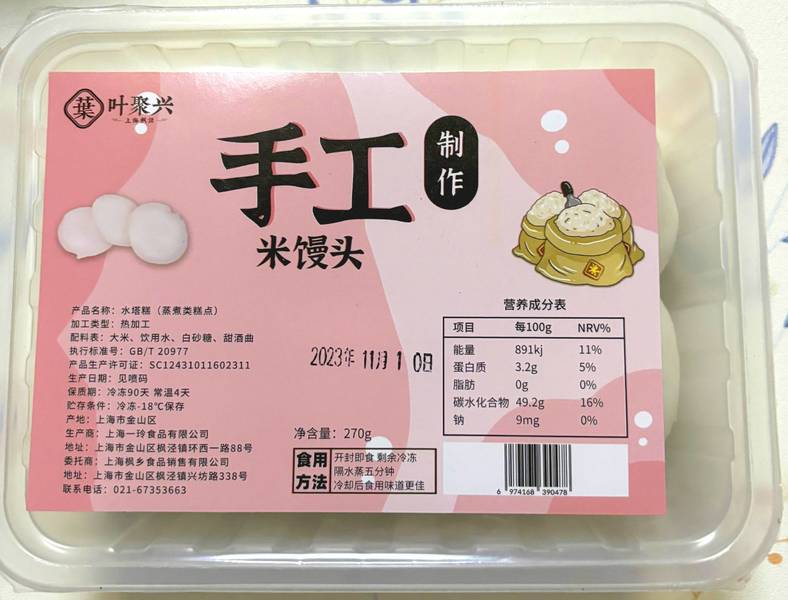 葉 叶聚兴
上海枫泾
手工
制作
米馒头
产品名称：水塔糕（蒸煮类糕点）
加工类型：热加工
配料表：大米、饮用水、白砂糖、甜酒曲
执行标准号：GB/T 20977
产品生产许可证：SC12431011602311
生产日期：见喷码
保质期：冷冻90天 常温4天
贮存条件：冷冻-18℃保存
产地：上海市金山区
生产商：上海一玲食品有限公司
地址：上海市金山区枫泾镇环西一路88号
委托商：上海枫乡食品销售有限公司
地址：上海市金山区枫泾镇兴坊路338号
联系电话：021-67353663
2023年 11月 1 0日
净含量：270g
食用方法
开封即食 剩余冷冻
隔水蒸五分钟
冷却后食用味道更佳
米
营养成分表
项目 每100g NRV%
能量 891kj 11%
蛋白质 3.2g 5%
脂肪 0g 0%
碳水化合物 49.2g 16%
钠 9mg 0%
6 974168 390478